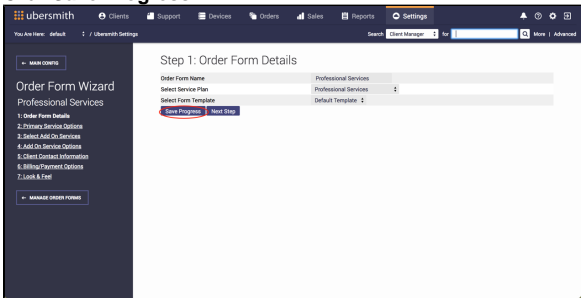 ubersmith Clients Support Devices Orders Sales Reports Settings
You Are Here: default / Ubersmith Settings Search Client Manager for More | Advanced
← MAIN CONFIG
Step 1: Order Form Details
Order Form Name Professional Services
Select Service Plan Professional Services
Select Form Template Default Template
Save Progress Next Step
Order Form Wizard
Professional Services
1: Order Form Details
2: Primary Service Options
3: Select Add On Services
4: Add On Service Options
5: Client Contact Information
6: Billing/Payment Options
7: Look & Feel
← MANAGE ORDER FORMS